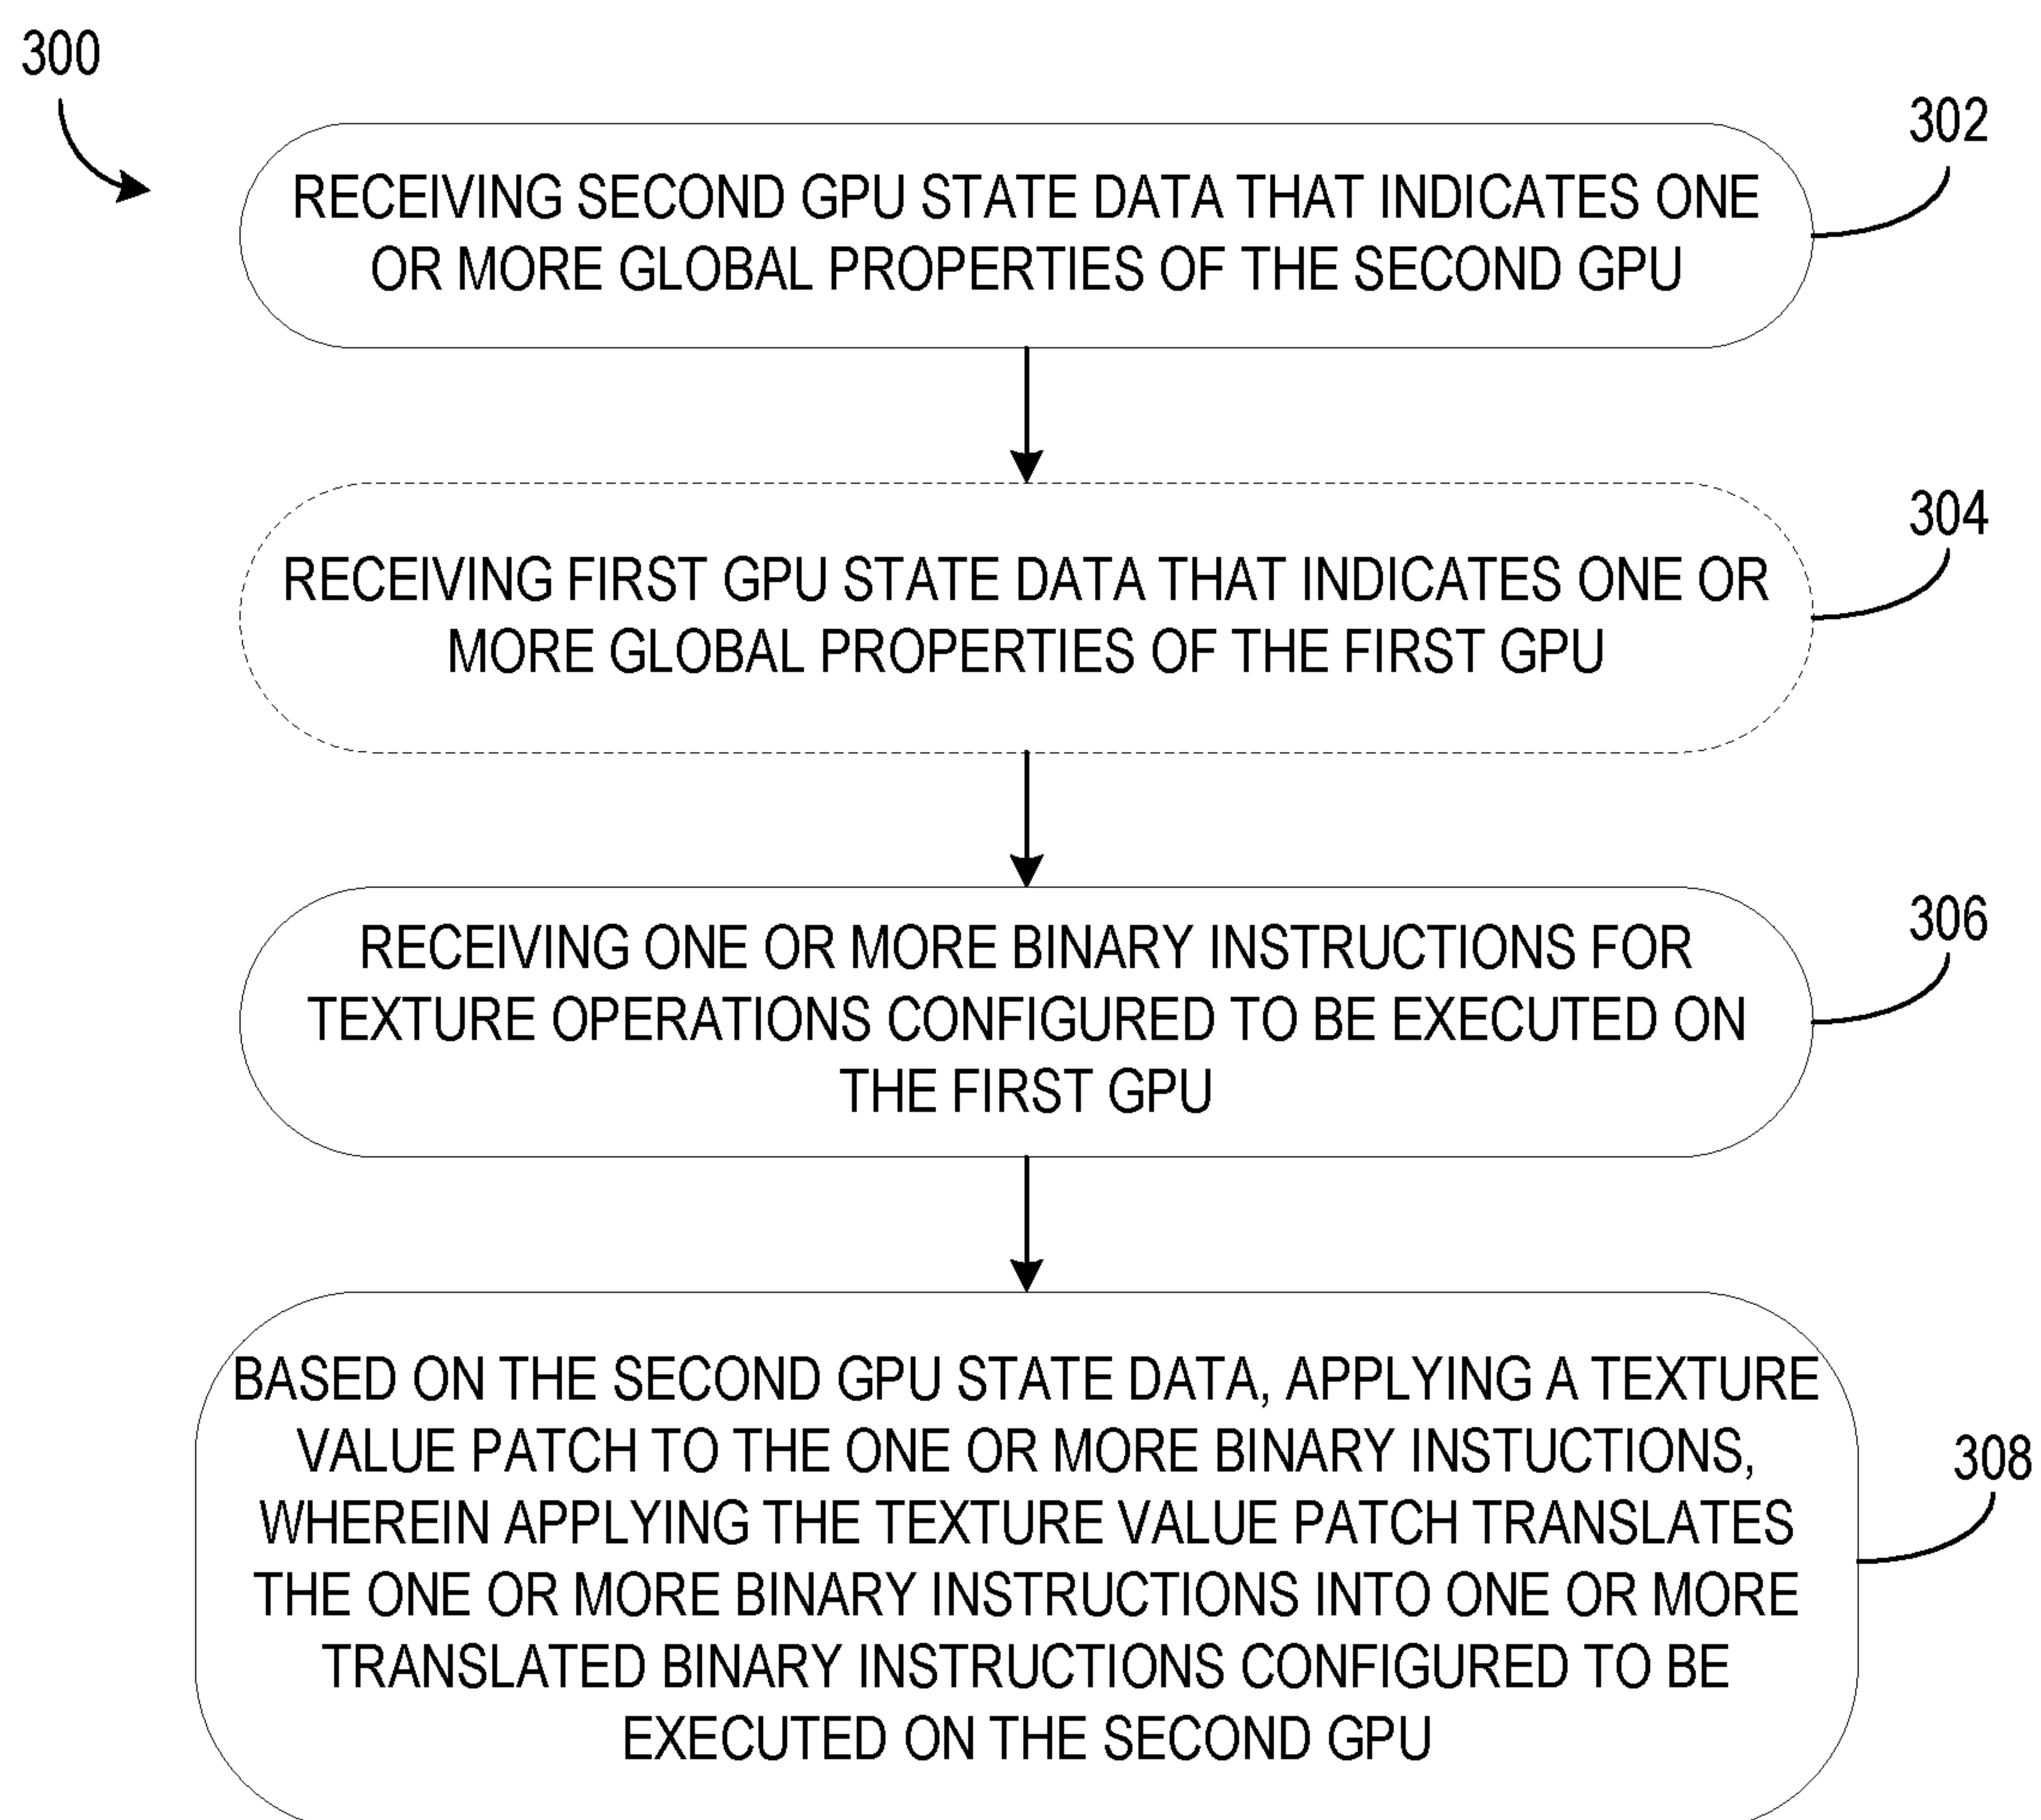 300
302
RECEIVING SECOND GPU STATE DATA THAT INDICATES ONE
OR MORE GLOBAL PROPERTIES OF THE SECOND GPU
304
RECEIVING FIRST GPU STATE DATA THAT INDICATES ONE OR
MORE GLOBAL PROPERTIES OF THE FIRST GPU
306
RECEIVING ONE OR MORE BINARY INSTRUCTIONS FOR
TEXTURE OPERATIONS CONFIGURED TO BE EXECUTED ON
THE FIRST GPU
308
BASED ON THE SECOND GPU STATE DATA, APPLYING A TEXTURE
VALUE PATCH TO THE ONE OR MORE BINARY INSTUCTIONS,
WHEREIN APPLYING THE TEXTURE VALUE PATCH TRANSLATES
THE ONE OR MORE BINARY INSTRUCTIONS INTO ONE OR MORE
TRANSLATED BINARY INSTRUCTIONS CONFIGURED TO BE
EXECUTED ON THE SECOND GPU